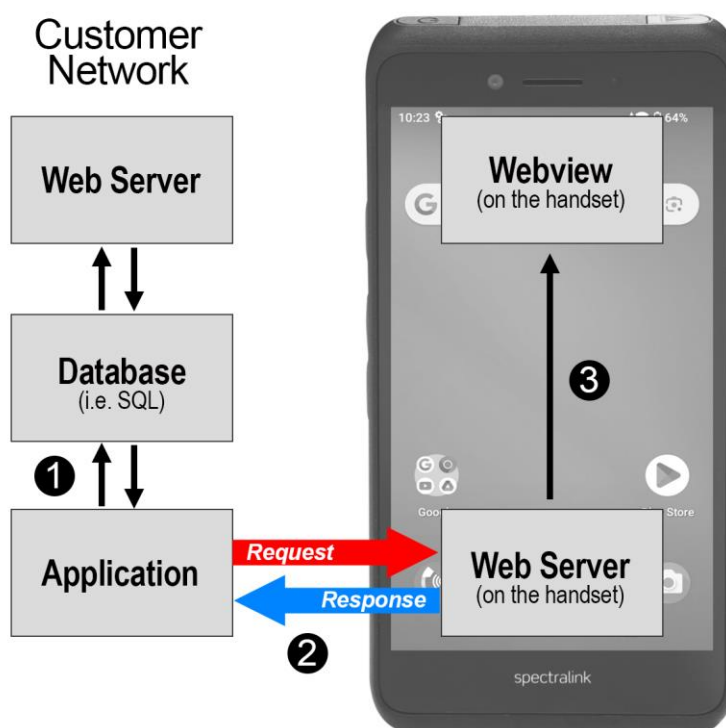 Customer
Network
Web Server
Database
(i.e. SQL)
1
Application
Request
Response
2
10:23
64%
Webview
(on the handset)
G
3
Store
Web Server
(on the handset)
spectralink